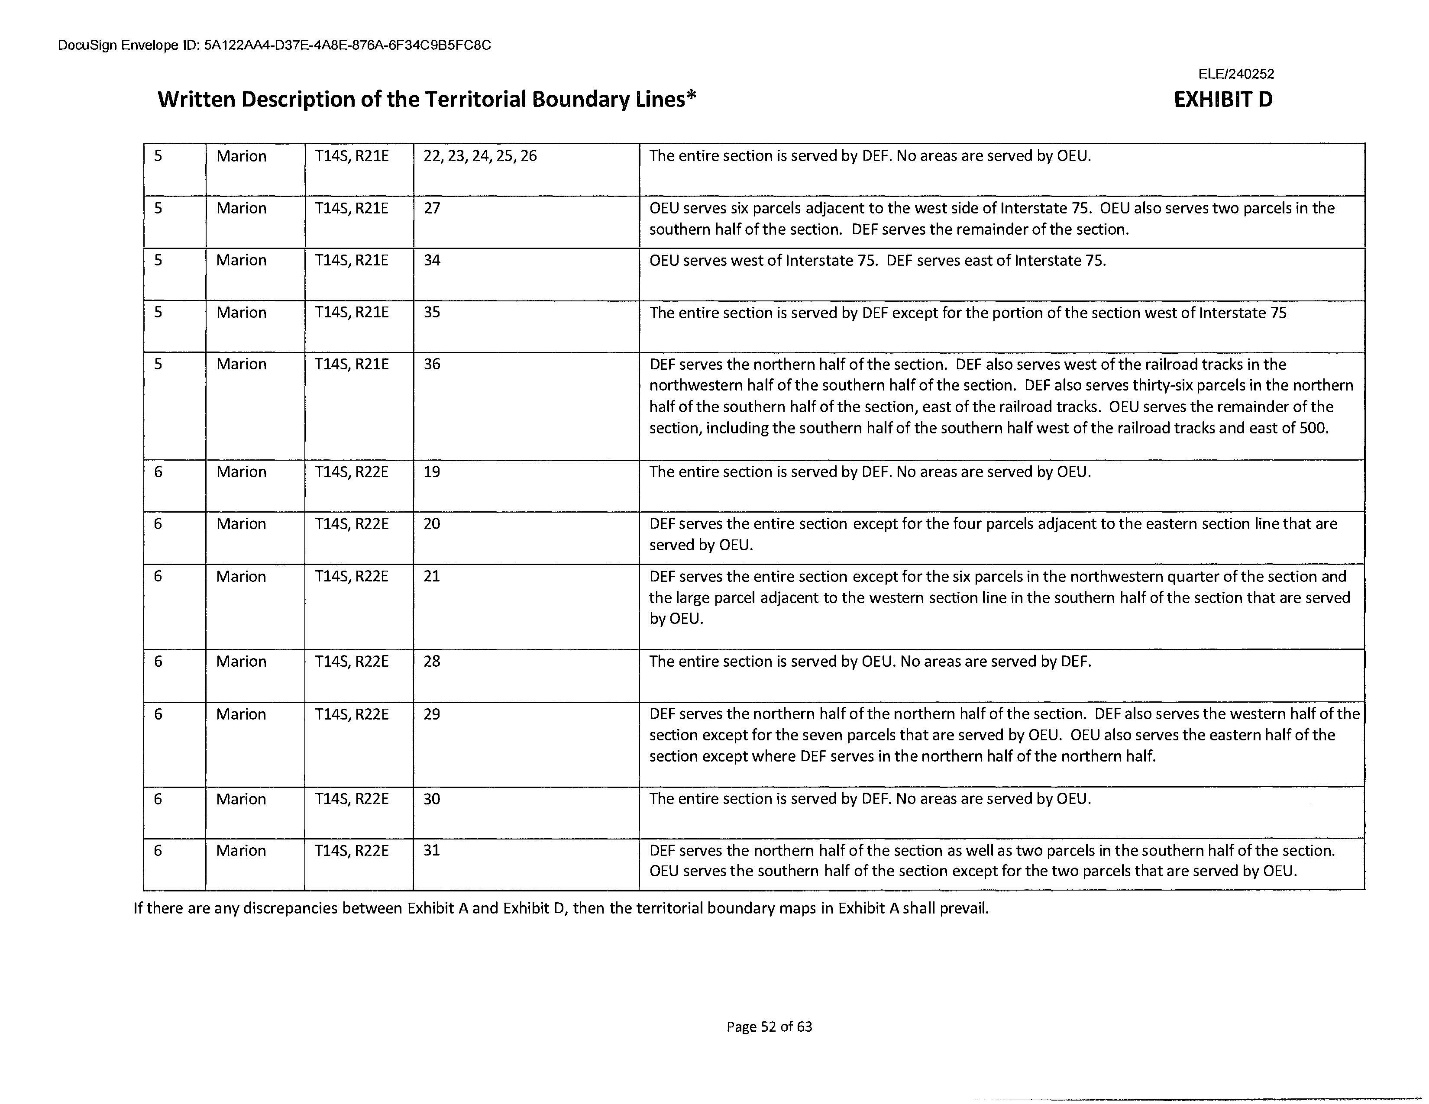 DocuSign Envelope ID: 5A122AA4-D37E-4A8E-876A-6F34C9B5FC8C
ELE/240252
Written Description of the Territorial Boundary Lines*
EXHIBIT D
5 Marion T14S, R21E 22, 23, 24, 25, 26 The entire section is served by DEF. No areas are served by OEU.
5 Marion T14S, R21E 27 OEU serves six parcels adjacent to the west side of Interstate 75. OEU also serves two parcels in the
southern half of the section. DEF serves the remainder of the section.
5 Marion T14S, R21E 34 OEU serves west of Interstate 75. DEF serves east of Interstate 75.
5 Marion T14S, R21E 35 The entire section is served by DEF except for the portion of the section west of Interstate 75
5 Marion T14S, R21E 36 DEF serves the northern half of the section. DEF also serves west of the railroad tracks in the
northwestern half of the southern half of the section. DEF also serves thirty-six parcels in the northern
half of the southern half of the section, east of the railroad tracks. OEU serves the remainder of the
section, including the southern half of the southern half west of the railroad tracks and east of 500.
6 Marion T14S, R22E 19 The entire section is served by DEF. No areas are served by OEU.
6 Marion T14S, R22E 20 DEF serves the entire section except for the four parcels adjacent to the eastern section line that are
served by OEU.
6 Marion T14S, R22E 21 DEF serves the entire section except for the six parcels in the northwestern quarter of the section and
the large parcel adjacent to the western section line in the southern half of the section that are served
by OEU.
6 Marion T14S, R22E 28 The entire section is served by OEU. No areas are served by DEF.
6 Marion T14S, R22E 29 DEF serves the northern half of the northern half of the section. DEF also serves the western half of the
section except for the seven parcels that are served by OEU. OEU also serves the eastern half of the
section except where DEF serves in the northern half of the northern half.
6 Marion T14S, R22E 30 The entire section is served by DEF. No areas are served by OEU.
6 Marion T14S, R22E 31 DEF serves the northern half of the section as well as two parcels in the southern half of the section.
OEU serves the southern half of the section except for the two parcels that are served by OEU.
If there are any discrepancies between Exhibit A and Exhibit D, then the territorial boundary maps in Exhibit A shall prevail.
Page 52 of 63